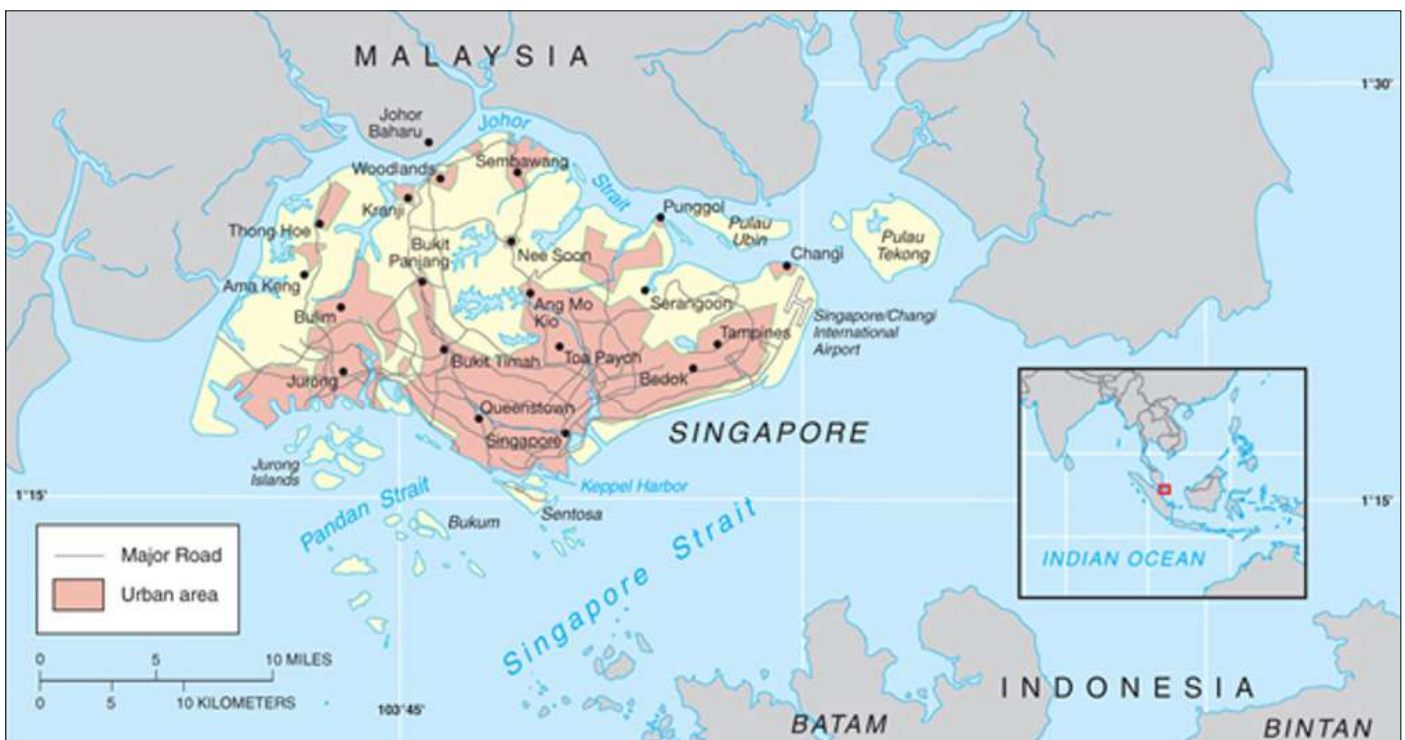 MALAYSIA
1°30'
Johor
Baharu
Johor
Strait
Woodlands
Sembawang
Kranji
Punggol
Pulau
Ubin
Thong Hoe
Bukit
Panjang
Nee Soon
Changi
Pulau
Tekong
Ama Keng
Ang Mo
Kio
Serangoon
Bulim
Singapore/Changi
International
Airport
Tampines
Bukit Timah
Toa Payoh
Jurong
Bedok
Queenstown
Singapore
SINGAPORE
Jurong
Islands
Keppel Harbor
1°15'
1°15'
Pandan Strait
Bukum
Sentosa
Singapore Strait
INDIAN OCEAN
Major Road
Urban area
0 5 10 MILES
0 5 10 KILOMETERS
103°45'
INDONESIA
BATAM
BINTAN